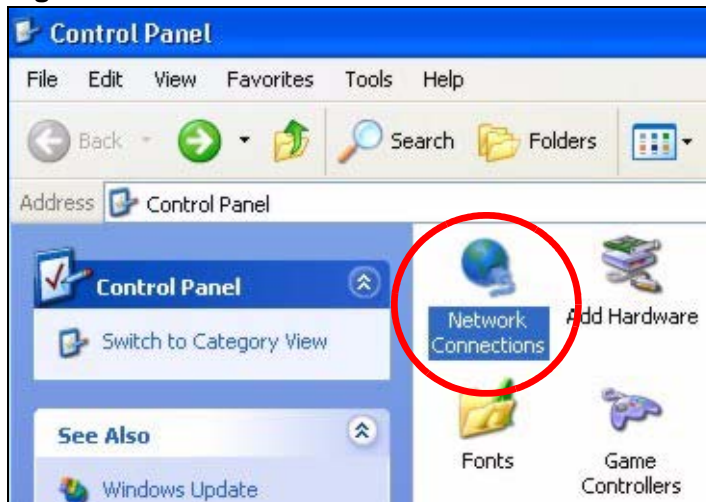 Control Panel
File Edit View Favorites Tools Help
Back Search Folders
Address Control Panel
Control Panel
Switch to Category View
See Also
Windows Update
Network
Connections
Add Hardware
Fonts
Game
Controllers